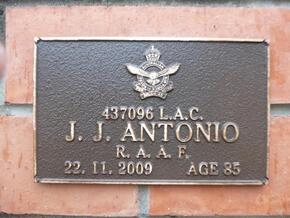 437096 L.A.C.
J. J. ANTONIO
R. A. A. F.
22. 11. 2009 AGE 85